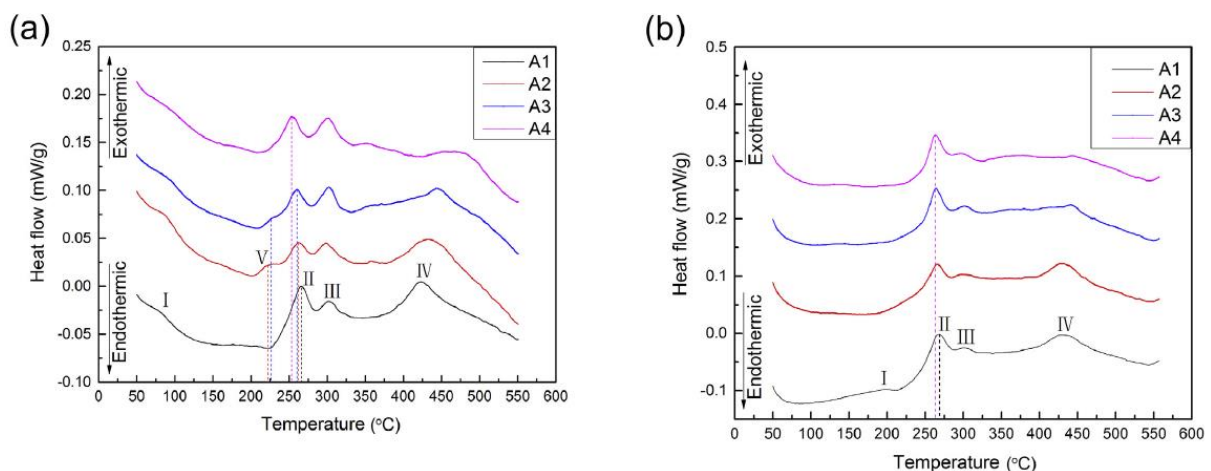 (a)
0.25
0.20
0.15
0.10
0.05
0.00
-0.05
-0.10
Heat flow (mW/g)
Exothermic
Endothermic
A1
A2
A3
A4
I
V
II
III
IV
0 50 100 150 200 250 300 350 400 450 500 550 600
Temperature (°C)
(b)
0.5
0.4
0.3
0.2
0.1
0.0
-0.1
Heat flow (mW/g)
Exothermic
Endothermic
A1
A2
A3
A4
I
II
III
IV
0 50 100 150 200 250 300 350 400 450 500 550 600
Temperature (°C)